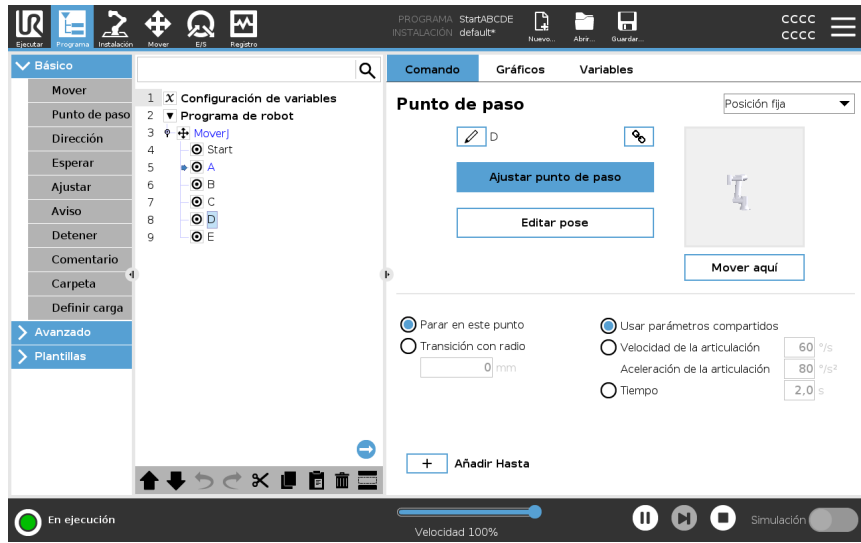 UR
Ejecutar
Programa
Instalación
Mover
E/S
Registro
PROGRAMA StartABCDE
INSTALACIÓN default*
Nuevo...
Abrir...
Guardar...
cccc
cccc
Básico
Mover
Punto de paso
Dirección
Esperar
Ajustar
Aviso
Detener
Comentario
Carpeta
Definir carga
Avanzado
Plantillas
1 X Configuración de variables
2 Programa de robot
3 MoverJ
4 Start
5 A
6 B
7 C
8 D
9 E
Comando Gráficos Variables
Punto de paso
Posición fija
D
Ajustar punto de paso
Editar pose
Mover aquí
Parar en este punto
Transición con radio
0 mm
Usar parámetros compartidos
Velocidad de la articulación 60 °/s
Aceleración de la articulación 80 °/s²
Tiempo 2,0 s
+ Añadir Hasta
En ejecución
Velocidad 100%
Simulación